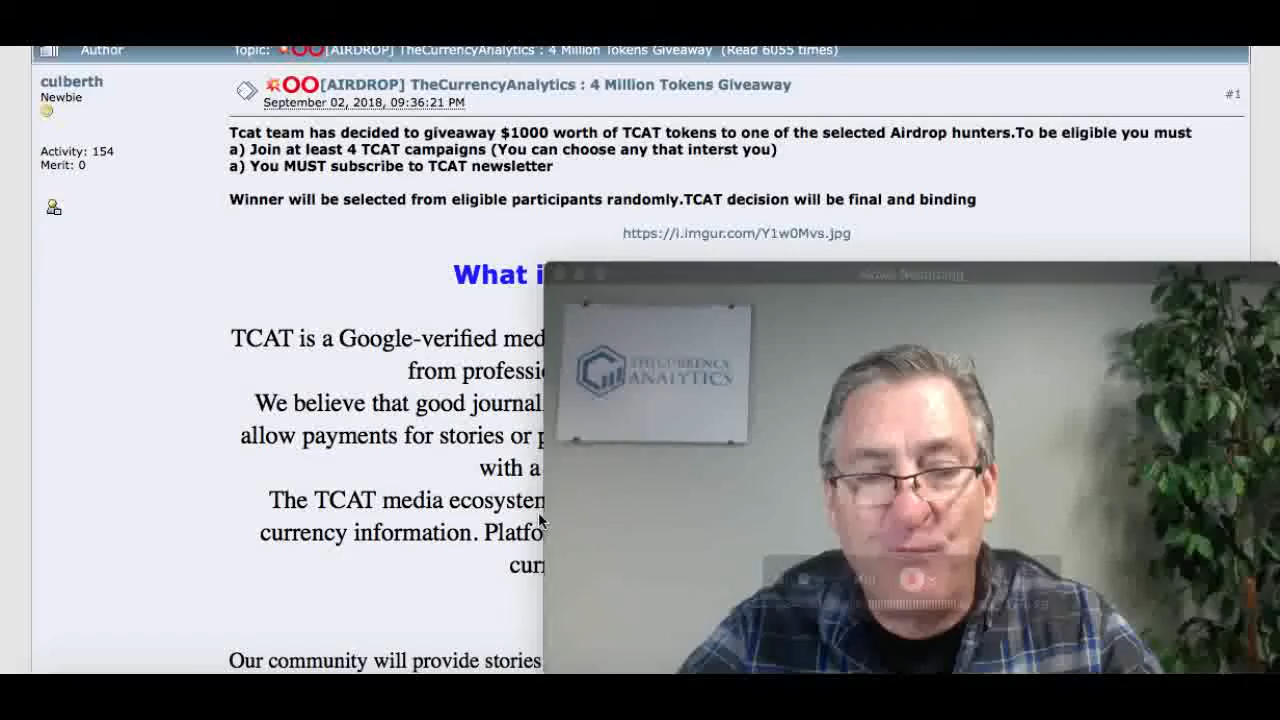 Author
Topic: [AIRDROP] TheCurrencyAnalytics : 4 Million Tokens Giveaway (Read 6055 times)
culberth
Newbie
Activity: 154
Merit: 0
[AIRDROP] TheCurrencyAnalytics : 4 Million Tokens Giveaway
September 02, 2018, 09:36:21 PM
#1
Tcat team has decided to giveaway $1000 worth of TCAT tokens to one of the selected Airdrop hunters.To be eligible you must
a) Join at least 4 TCAT campaigns (You can choose any that interst you)
a) You MUST subscribe to TCAT newsletter
Winner will be selected from eligible participants randomly.TCAT decision will be final and binding
https://i.imgur.com/Y1w0Mvs.jpg
What i
TCAT is a Google-verified med
from professi
We believe that good journal
allow payments for stories or p
with a
The TCAT media ecosystem
currency information. Platfo
curr
Our community will provide stories
THECURRENCY
ANALYTICS